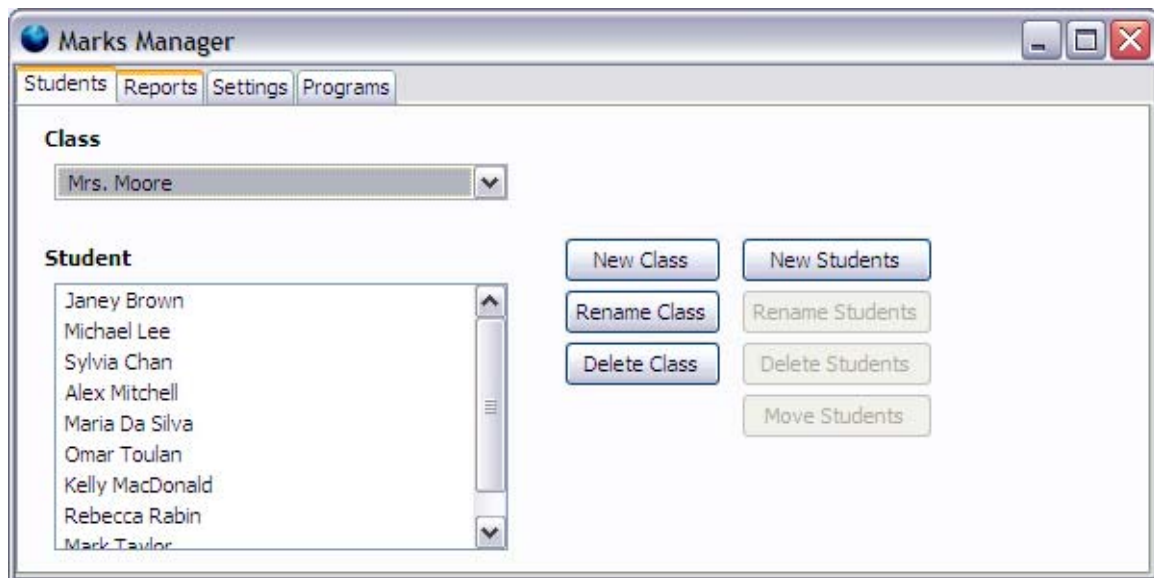 Marks Manager
Students Reports Settings Programs
Class
Mrs. Moore
Student
Janey Brown
Michael Lee
Sylvia Chan
Alex Mitchell
Maria Da Silva
Omar Toulan
Kelly MacDonald
Rebecca Rabin
Mark Taylor
New Class New Students
Rename Class Rename Students
Delete Class Delete Students
Move Students